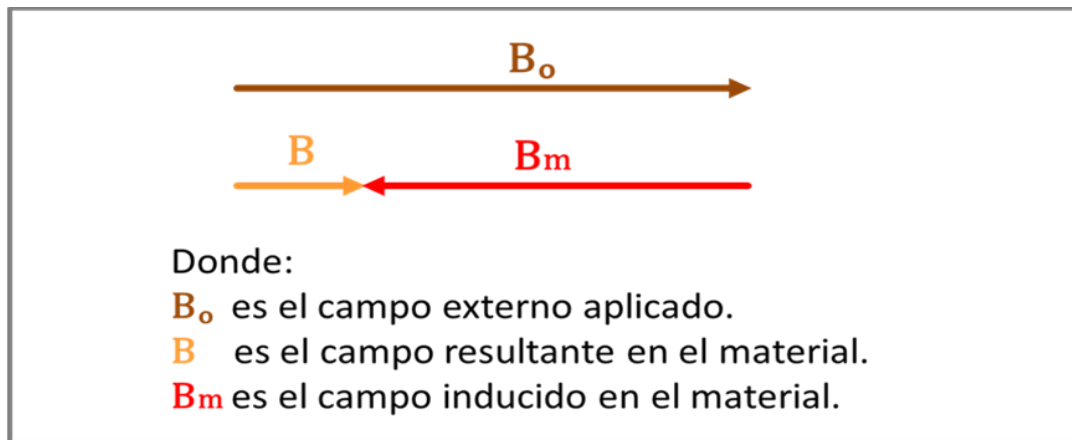 Bₒ
B
Bm
Donde:
Bₒ es el campo externo aplicado.
B es el campo resultante en el material.
Bm es el campo inducido en el material.